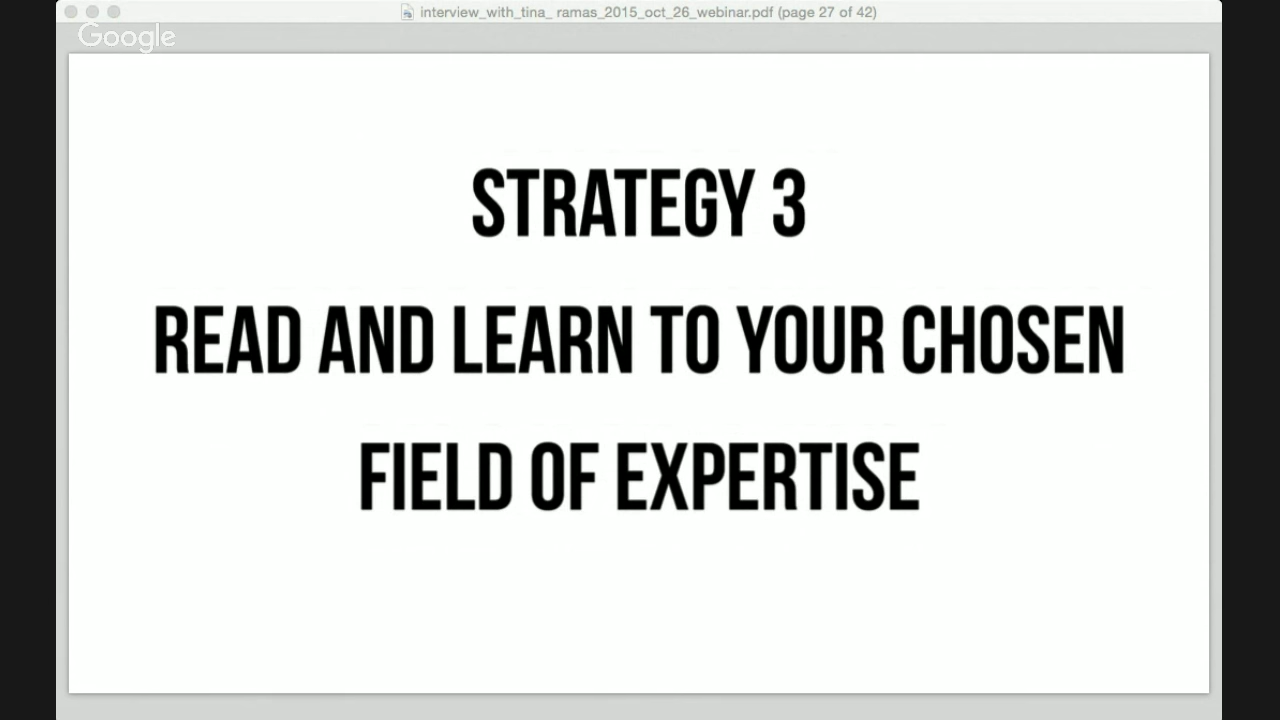 interview_with_tina_ ramas_2015_oct_26_webinar.pdf (page 27 of 42)
Google
STRATEGY 3
READ AND LEARN TO YOUR CHOSEN
FIELD OF EXPERTISE